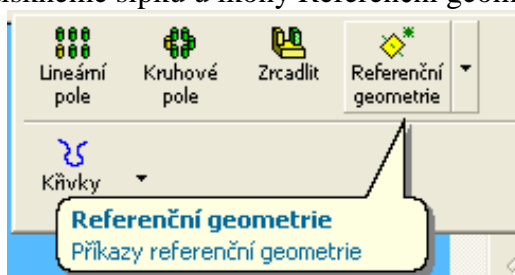 Lineární
pole
Kruhové
pole
Zrcadlit
Referenční
geometrie
Křivky
Referenční geometrie
Příkazy referenční geometrie